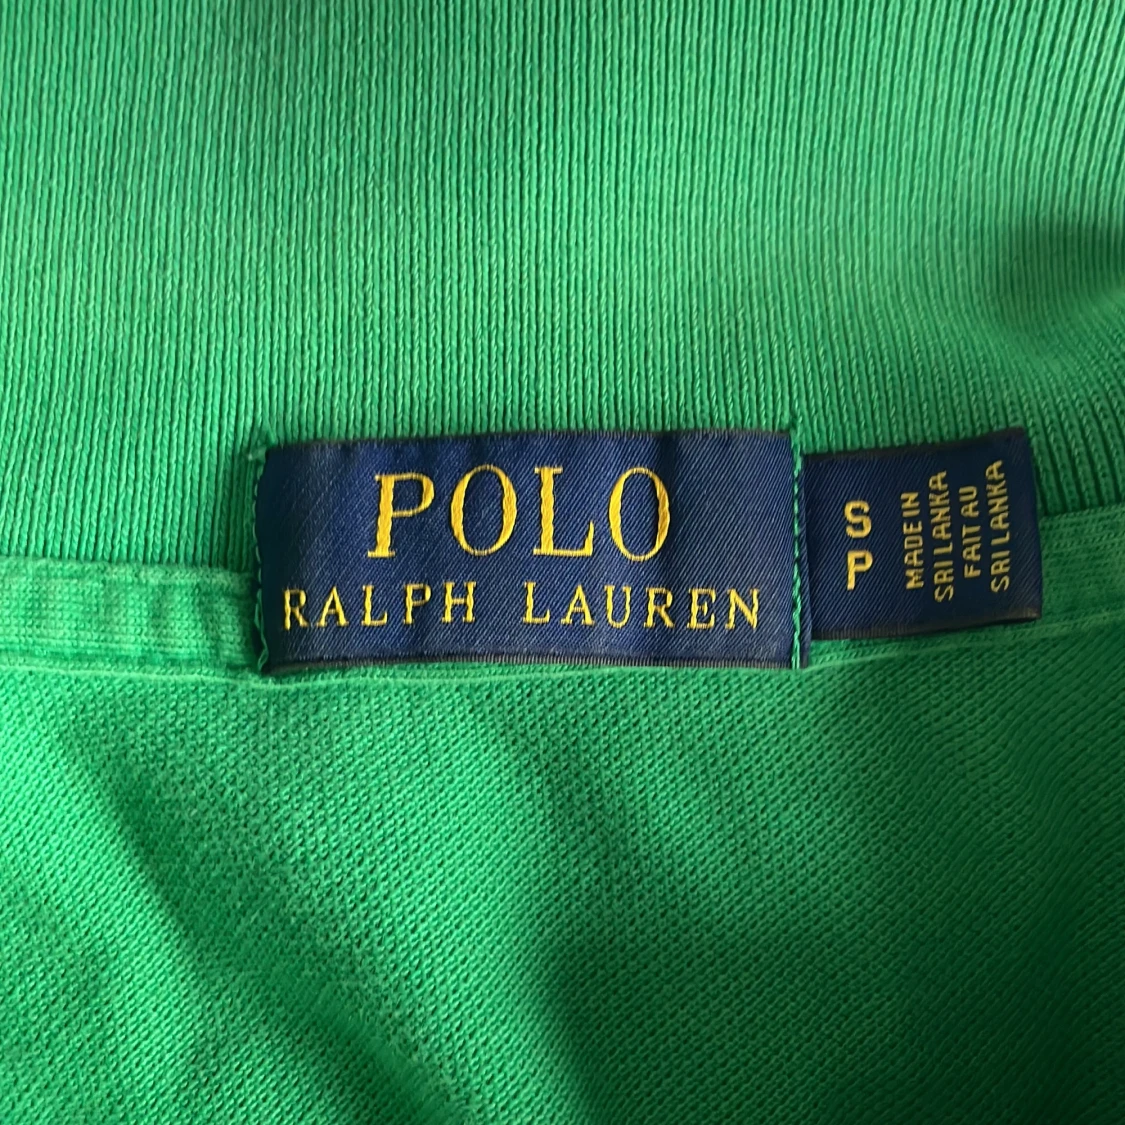 POLO
RALPH LAUREN
S
P
MADE IN
SRI LANKA
FAIT AU
SRI LANKA